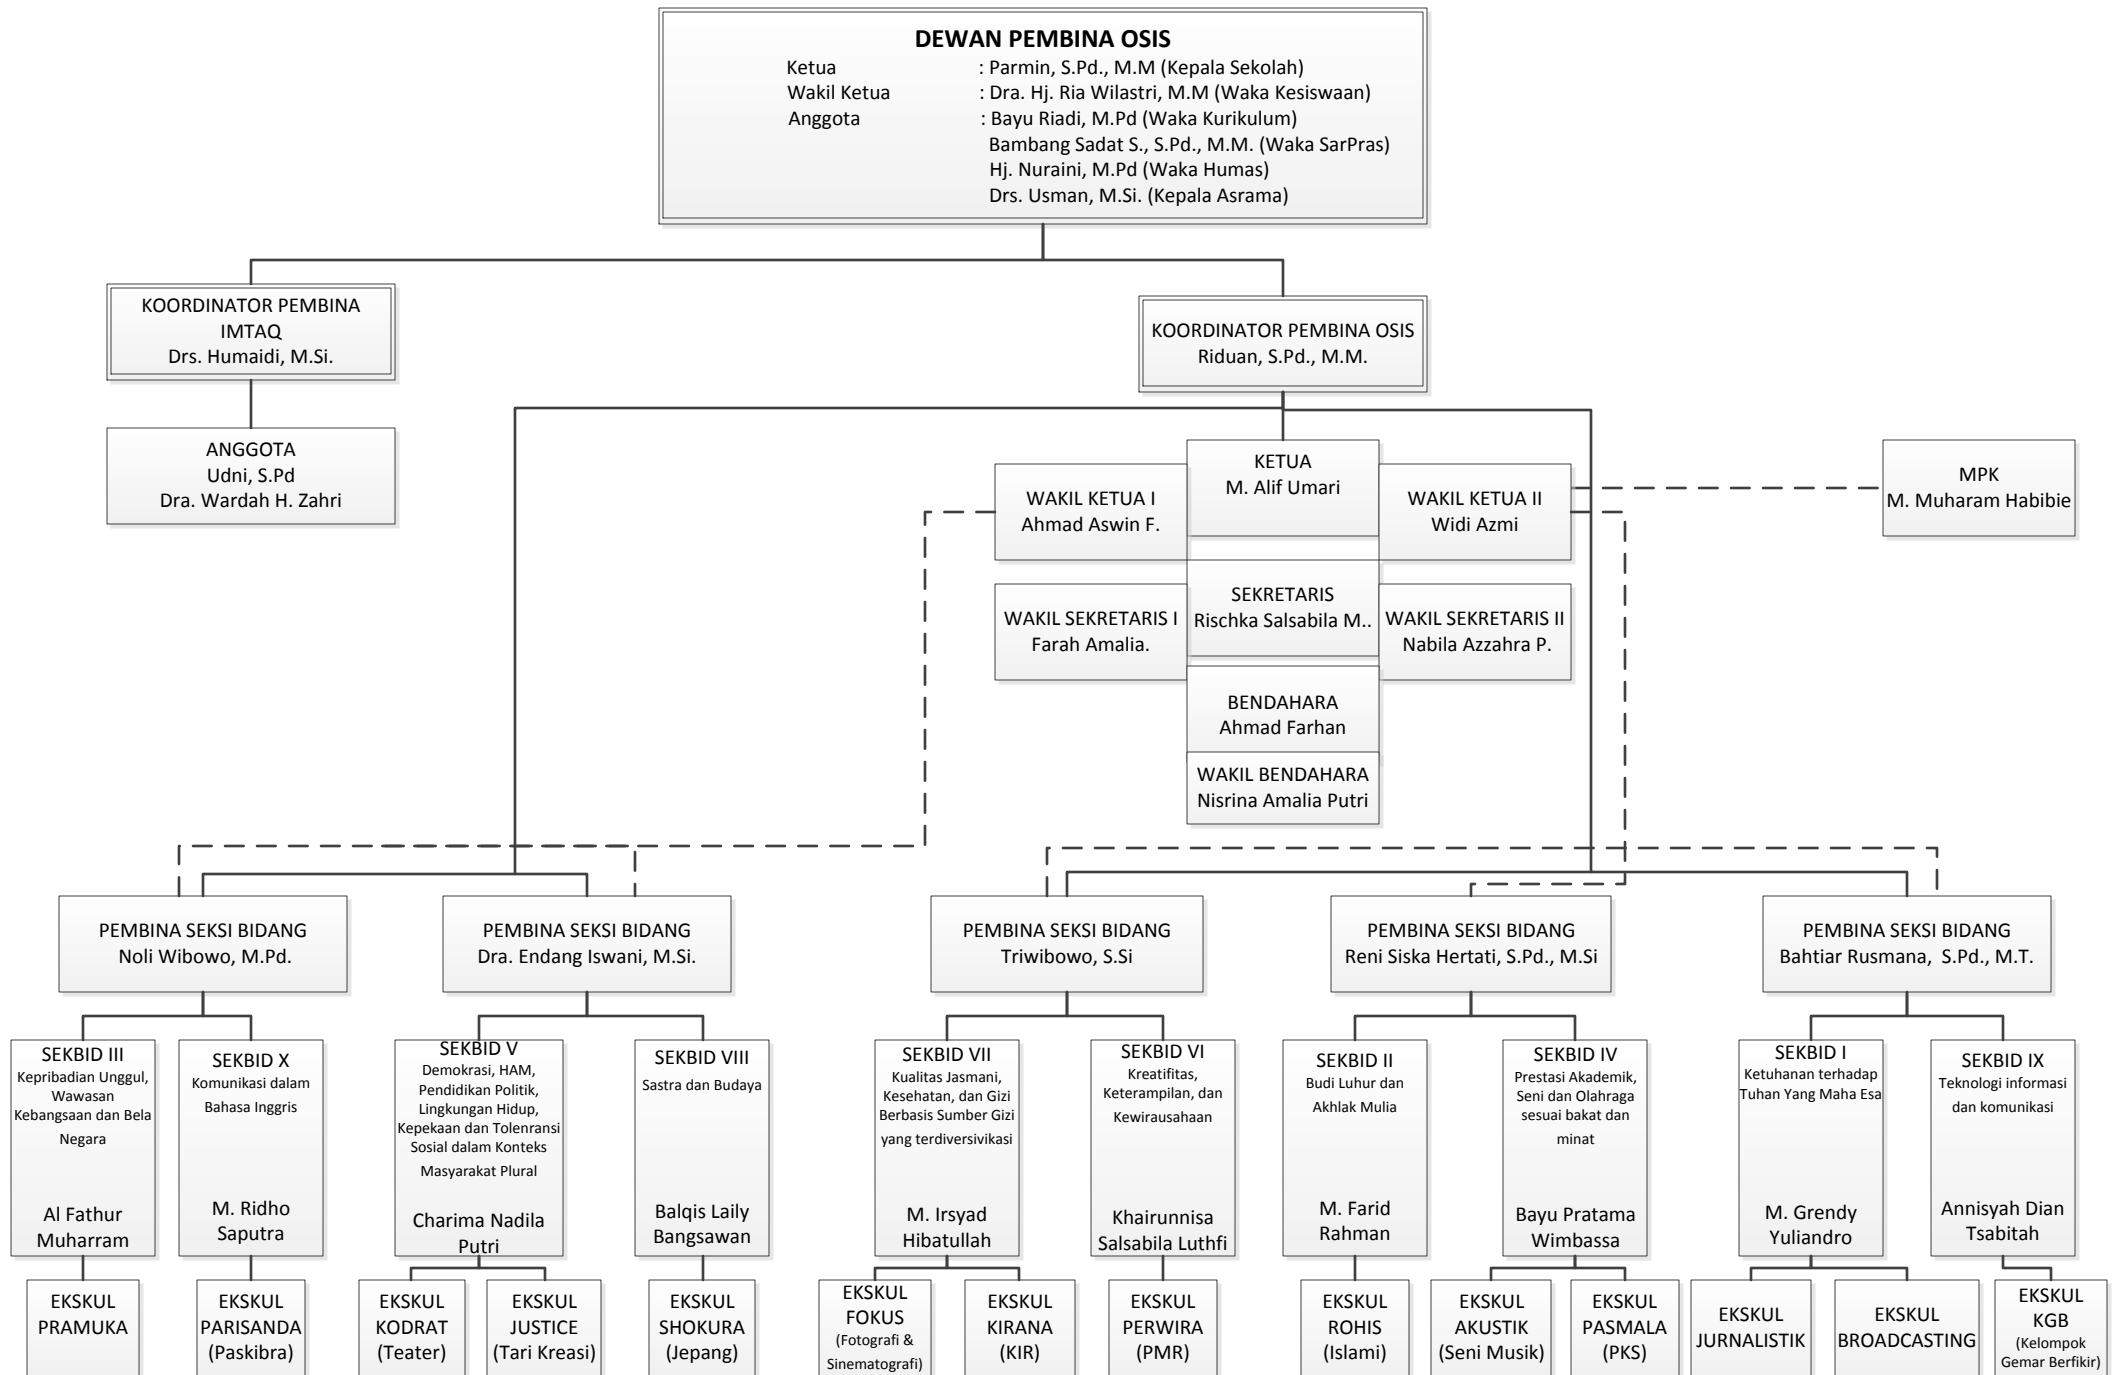 DEWAN PEMBINA OSIS
Ketua : Parmin, S.Pd., M.M (Kepala Sekolah)
Wakil Ketua : Dra. Hj. Ria Wilastri, M.M (Waka Kesiswaan)
Anggota : Bayu Riadi, M.Pd (Waka Kurikulum)
Bambang Sadat S., S.Pd., M.M. (Waka SarPras)
Hj. Nuraini, M.Pd (Waka Humas)
Drs. Usman, M.Si. (Kepala Asrama)
KOORDINATOR PEMBINA
IMTAQ
Drs. Humaidi, M.Si.
KOORDINATOR PEMBINA OSIS
Riduan, S.Pd., M.M.
ANGGOTA
Udni, S.Pd
Dra. Wardah H. Zahri
KETUA
M. Alif Umari
WAKIL KETUA I
Ahmad Aswin F.
WAKIL KETUA II
Widi Azmi
MPK
M. Muharam Habibie
SEKRETARIS
Rischka Salsabila M..
WAKIL SEKRETARIS I
Farah Amalia.
WAKIL SEKRETARIS II
Nabila Azzahra P.
BENDAHARA
Ahmad Farhan
WAKIL BENDAHARA
Nisrina Amalia Putri
PEMBINA SEKSI BIDANG
Noli Wibowo, M.Pd.
PEMBINA SEKSI BIDANG
Dra. Endang Iswani, M.Si.
PEMBINA SEKSI BIDANG
Triwibowo, S.Si
PEMBINA SEKSI BIDANG
Reni Siska Hertati, S.Pd., M.Si
PEMBINA SEKSI BIDANG
Bahtiar Rusmana,  S.Pd., M.T.
SEKBID III
Kepribadian Unggul,
Wawasan
Kebangsaan dan Bela
Negara
Al Fathur
Muharram
SEKBID X
Komunikasi dalam
Bahasa Inggris
M. Ridho
Saputra
SEKBID V
Demokrasi, HAM,
Pendidikan Politik,
Lingkungan Hidup,
Kepekaan dan Tolenransi
Sosial dalam Konteks
Masyarakat Plural
Charima Nadila
Putri
SEKBID VIII
Sastra dan Budaya
Balqis Laily
Bangsawan
SEKBID VII
Kualitas Jasmani,
Kesehatan, dan Gizi
Berbasis Sumber Gizi
yang terdiversivikasi
M. Irsyad
Hibatullah
SEKBID VI
Kreatifitas,
Keterampilan, dan
Kewirausahaan
Khairunnisa
Salsabila Luthfi
SEKBID II
Budi Luhur dan
Akhlak Mulia
M. Farid
Rahman
SEKBID IV
Prestasi Akademik,
Seni dan Olahraga
sesuai bakat dan
minat
Bayu Pratama
Wimbassa
SEKBID I
Ketuhanan terhadap
Tuhan Yang Maha Esa
M. Grendy
Yuliandro
SEKBID IX
Teknologi informasi
dan komunikasi
Annisyah Dian
Tsabitah
EKSKUL
PRAMUKA
EKSKUL
PARISANDA
(Paskibra)
EKSKUL
KODRAT
(Teater)
EKSKUL
JUSTICE
(Tari Kreasi)
EKSKUL
SHOKURA
(Jepang)
EKSKUL
FOKUS
(Fotografi &
Sinematografi)
EKSKUL
KIRANA
(KIR)
EKSKUL
PERWIRA
(PMR)
EKSKUL
ROHIS
(Islami)
EKSKUL
AKUSTIK
(Seni Musik)
EKSKUL
PASMALA
(PKS)
EKSKUL
JURNALISTIK
EKSKUL
BROADCASTING
EKSKUL
KGB
(Kelompok
Gemar Berfikir)